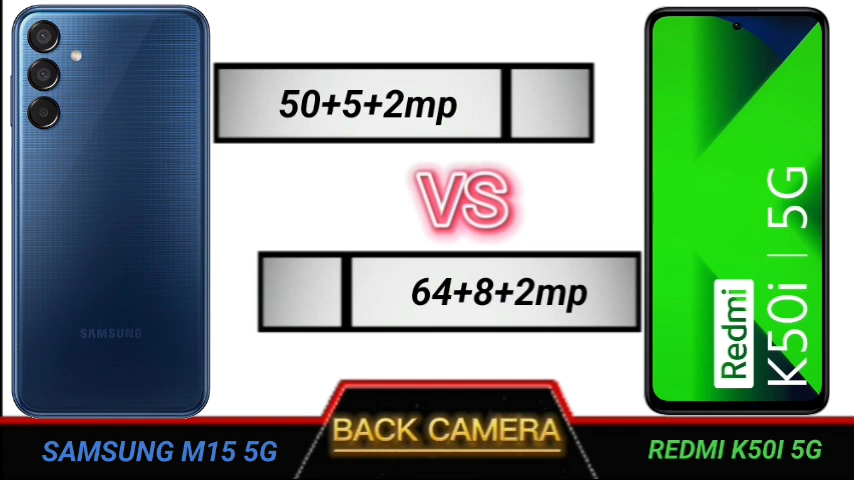 50+5+2mp
VS
64+8+2mp
SAMSUNG
Redmi
K50i | 5G
BACK CAMERA
SAMSUNG M15 5G
REDMI K50I 5G